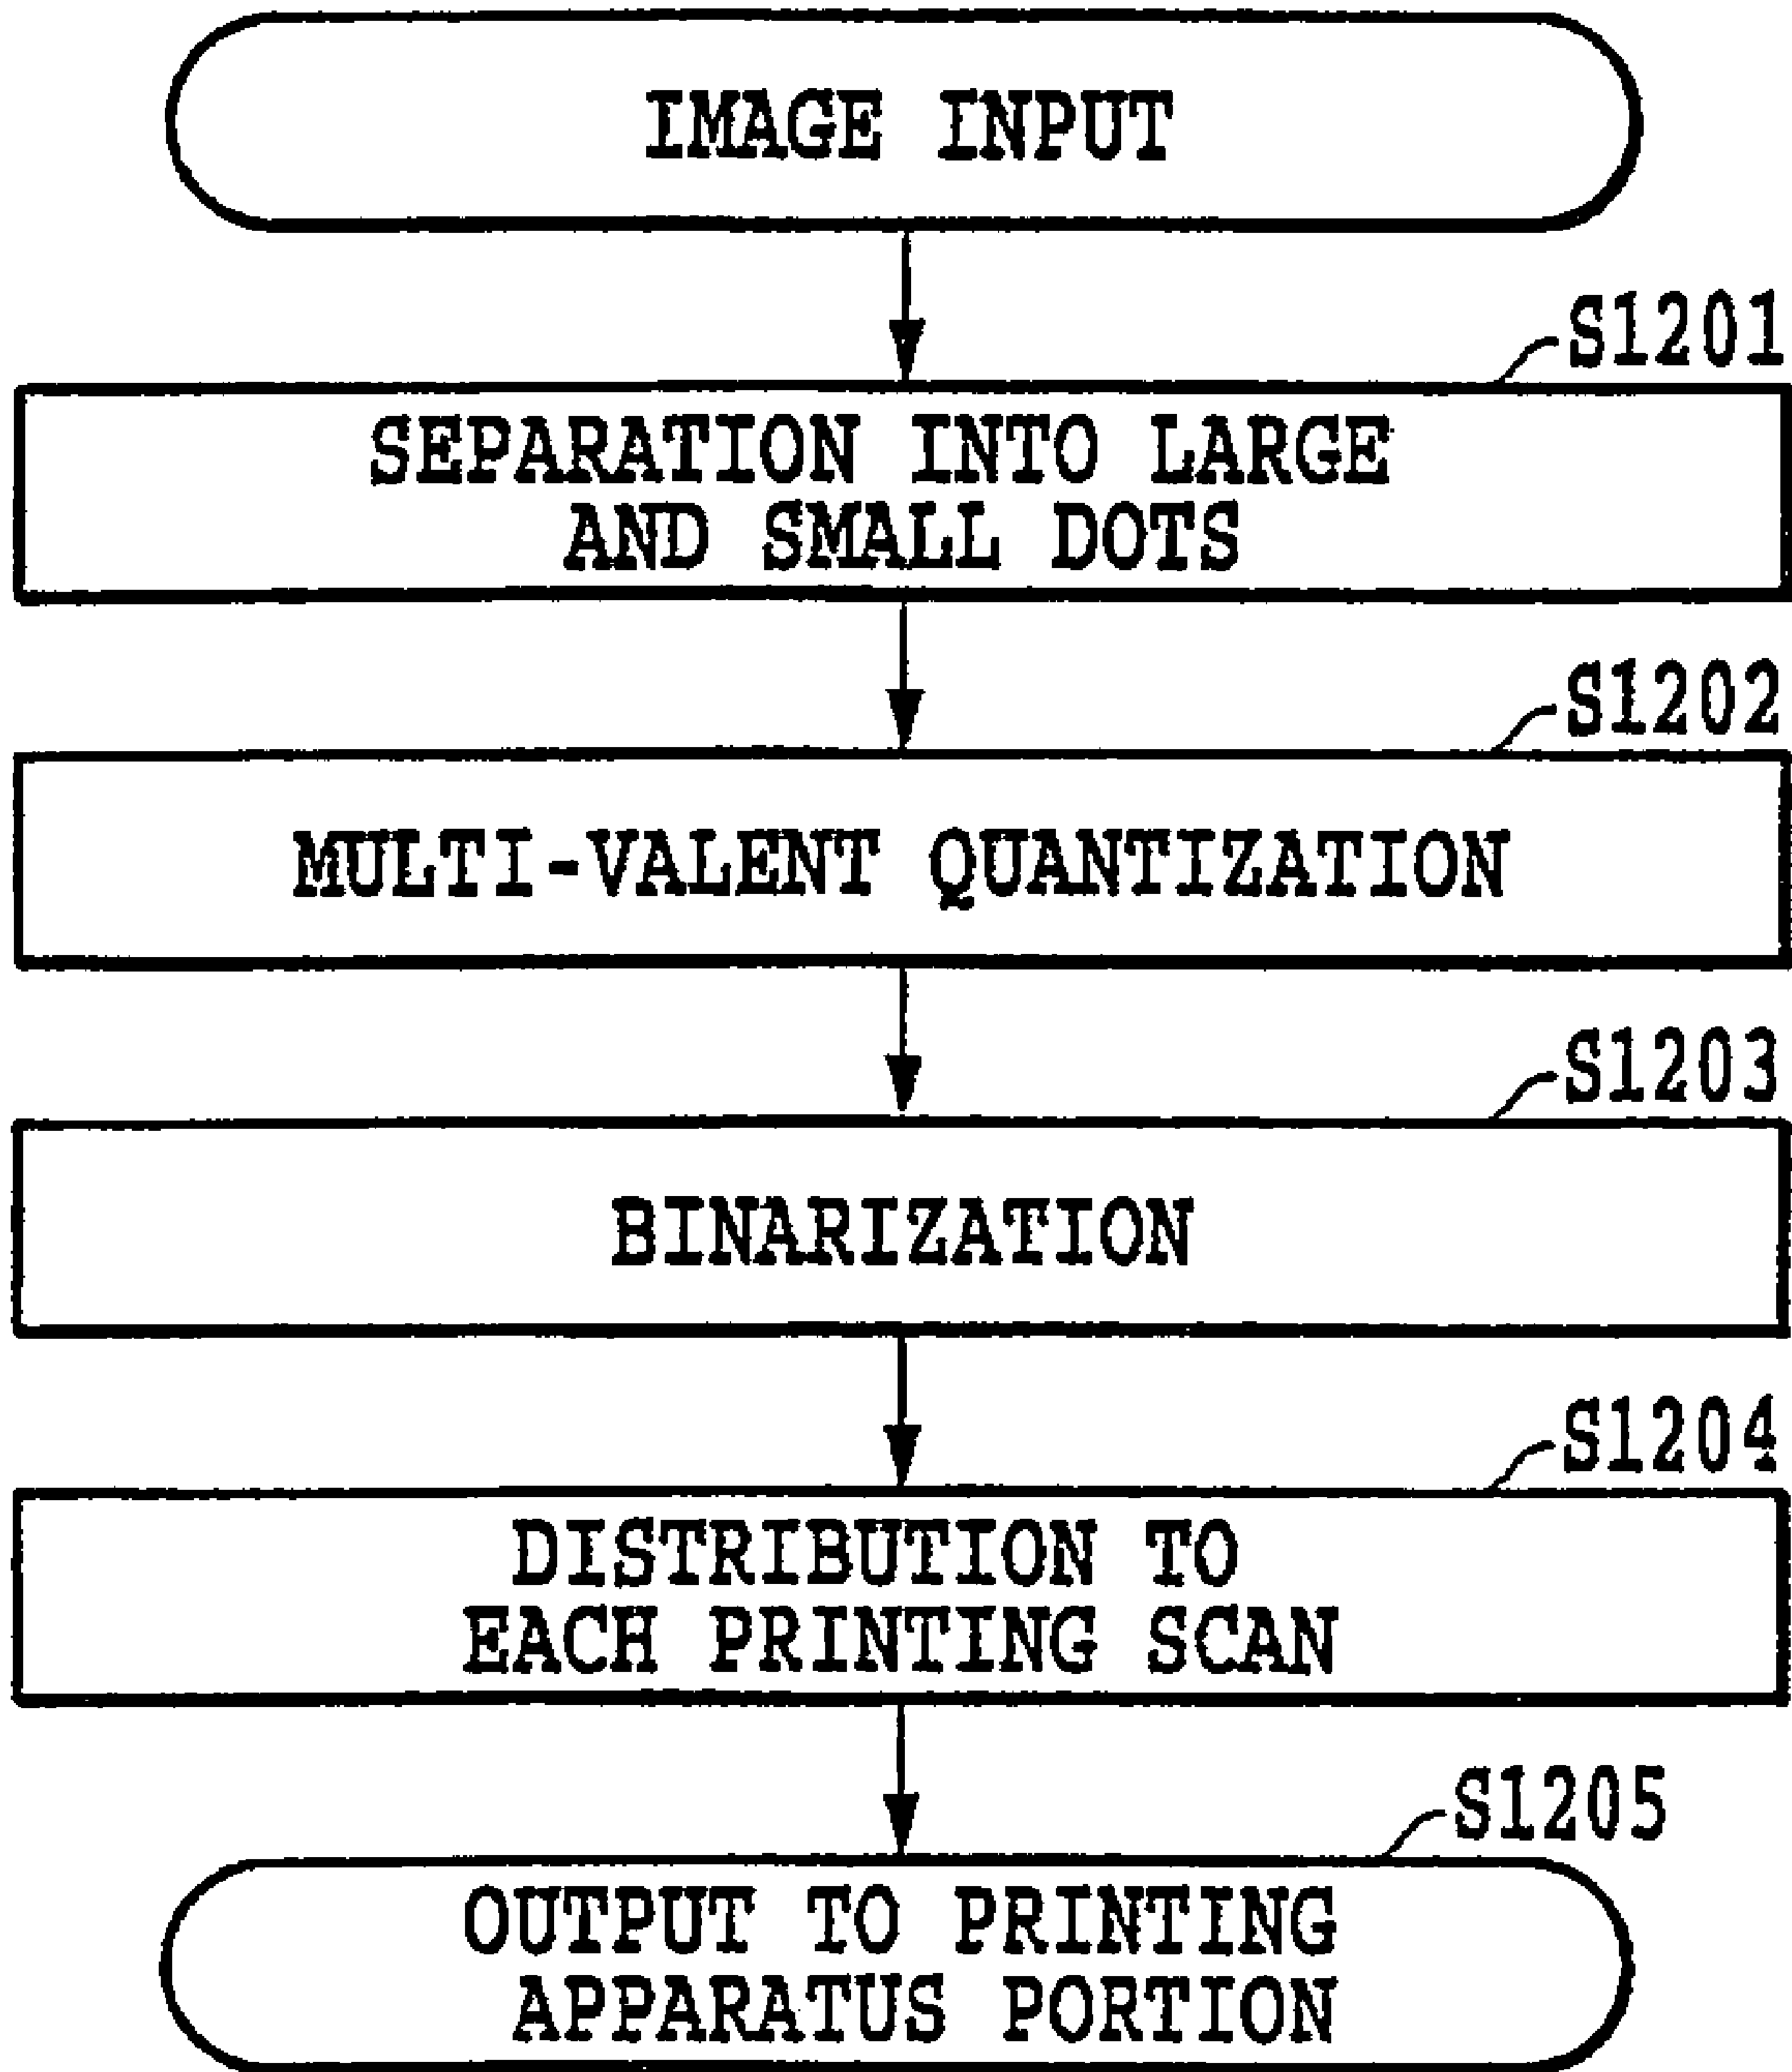 IMAGE INPUT
S1201
SEPARATION INTO LARGE
AND SMALL DOTS
S1202
MULTI-VALENT QUANTIZATION
S1203
BINARIZATION
S1204
DISTRIBUTION TO
EACH PRINTING SCAN
S1205
OUTPUT TO PRINTING
APPARATUS PORTION